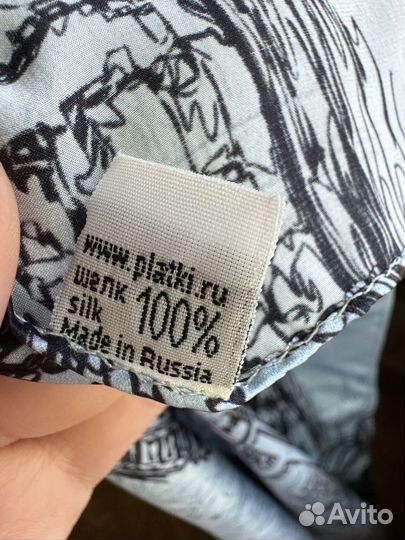 www.platki.ru
шелк 100%
silk
Made in Russia
Avito